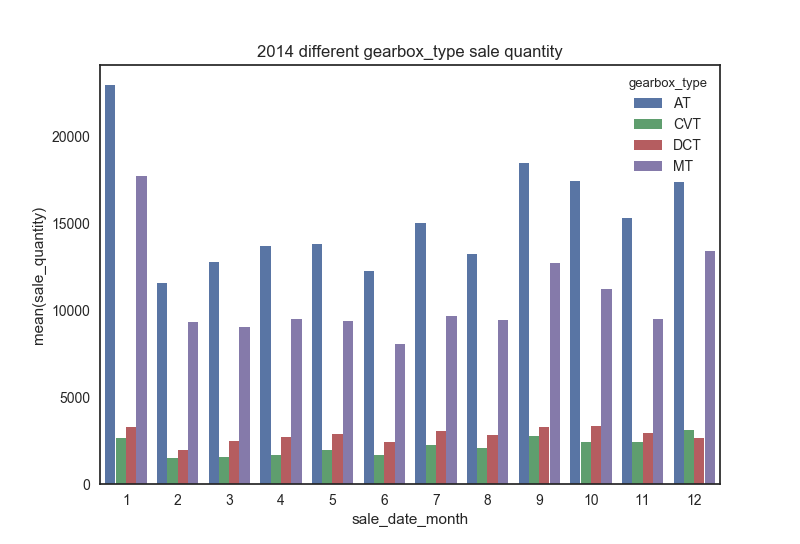 2014 different gearbox_type sale quantity
gearbox_type
AT
CVT
DCT
MT
mean(sale_quantity)
20000
15000
10000
5000
0
1 2 3 4 5 6 7 8 9 10 11 12
sale_date_month